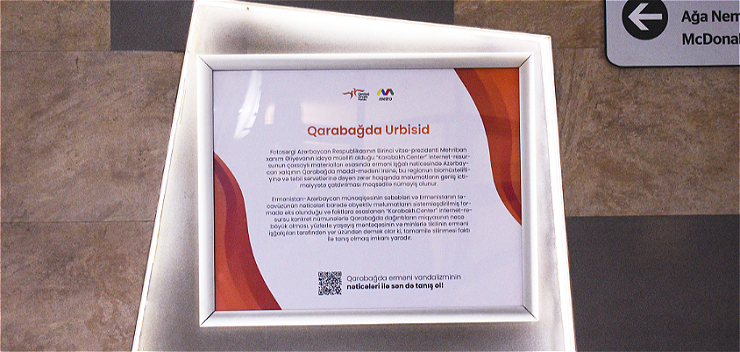 Ağa Nem
McDonal
metro
Qarabağda Urbisid
Fotosərgi Azərbaycan Respublikasının Birinci vitse-prezidenti Mehriban
xanım Əliyevanın ideya müəllifi olduğu "Karabakh.Center" internet-resur-
sunun çoxsaylı materialları əsasında erməni işğalı nəticəsində Azərbay-
can xalqının Qarabağda maddi-mədəni irsinə, bu regionun biomüxtəlifli-
yinə və təbii sərvətlərinə dəyən zərər haqqında məlumatların geniş icti-
maiyyətə çatdırılması məqsədilə nümayiş olunur.
Ermənistan-Azərbaycan münaqişəsinin səbəbləri və Ermənistanın tə-
cavüzünün nəticələri barədə obyektiv məlumatların sistemləşdirilmiş for-
mada əks olunduğu və faktlara əsaslanan "Karabakh.Center" internet-re-
sursu konkret nümunələrlə Qarabağda dağıntıların miqyasının necə
böyük olması, yüzlərlə yaşayış məntəqəsinin və minlərlə tikilinin erməni
işğalçıları tərəfindən yer üzündən demək olar ki, tamamilə silinməsi faktı
ilə tanış olmaq imkanı yaradır.
Qarabağda erməni vandalizminin
nəticələri ilə sən də tanış ol!